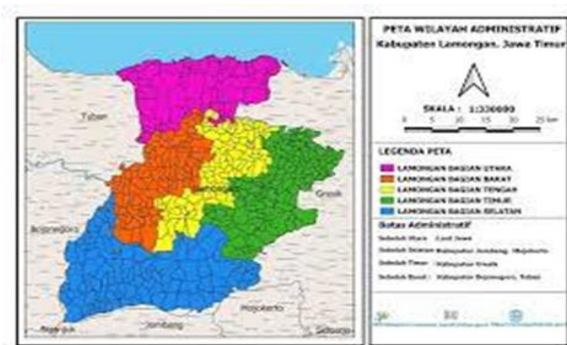 PETA WILAYAH ADMINISTRATIF
Kabupaten Lamongan, Jawa Timur
SKALA : 1:330000
0 5 10 15 20 25 km
LEGENDA PETA
LAMONGAN BAGIAN UTARA
LAMONGAN BAGIAN BARAT
LAMONGAN BAGIAN TENGAH
LAMONGAN BAGIAN TIMUR
LAMONGAN BAGIAN SELATAN
Batas Administratif
Sebelah Utara : Laut Jawa
Sebelah Selatan : Kabupaten Jombang, Mojokerto
Sebelah Timur : Kabupaten Gresik
Sebelah Barat : Kabupaten Bojonegoro, Tuban
Tuban
Lamongan
Gresik
Bojonegoro
Nganjuk
Jombang
Mojokerto
Sidoarjo